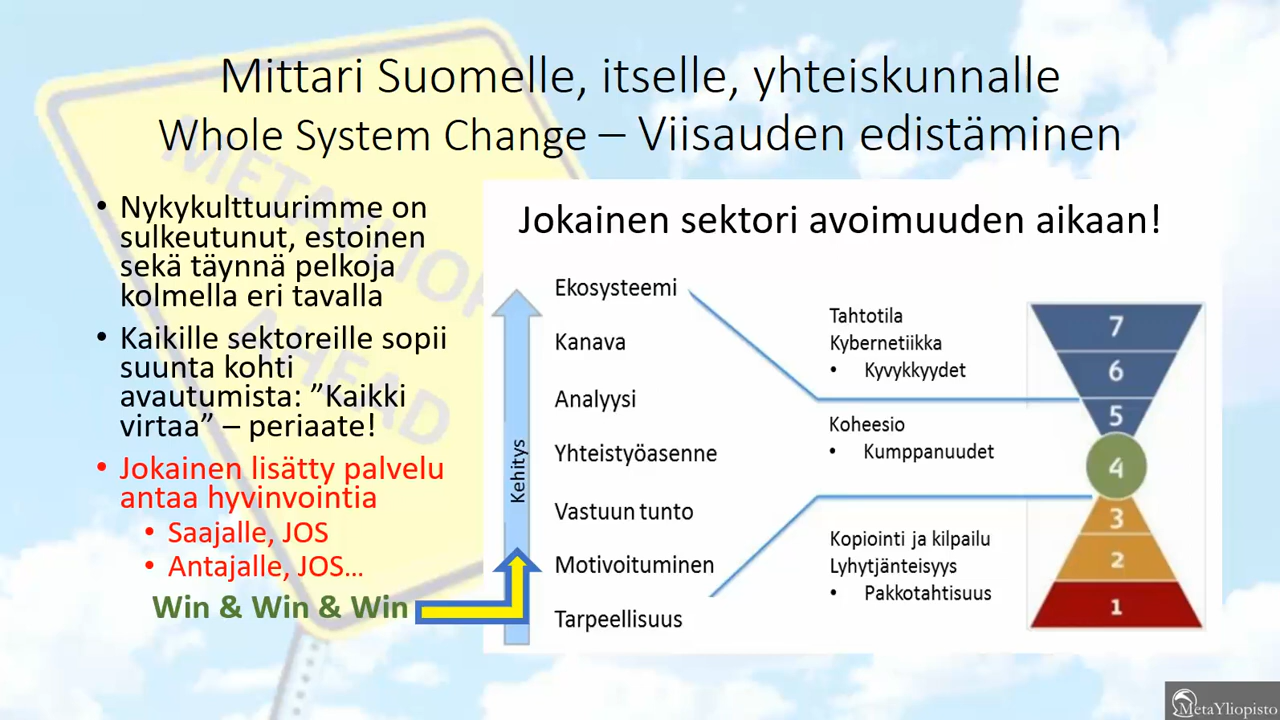 Mittari Suomelle, itselle, yhteiskunnalle
Whole System Change – Viisauden edistäminen
• Nykykulttuurimme on
sulkeutunut, estoinen
sekä täynnä pelkoja
kolmella eri tavalla
• Kaikille sektoreille sopii
suunta kohti
avautumista: ”Kaikki
virtaa” – periaate!
• Jokainen lisätty palvelu
antaa hyvinvointia
• Saajalle, JOS
• Antajalle, JOS…
Win & Win & Win
Jokainen sektori avoimuuden aikaan!
Kehitys
Ekosysteemi
Kanava
Analyysi
Yhteistyöasenne
Vastuun tunto
Motivoituminen
Tarpeellisuus
Tahtotila
Kybernetiikka
• Kyvykkyydet
Koheesio
• Kumppanuudet
Kopiointi ja kilpailu
Lyhytjänteisyys
• Pakkotahtisuus
7
6
5
4
3
2
1
METAYLIOP
AHEAD
MetaYliopisto